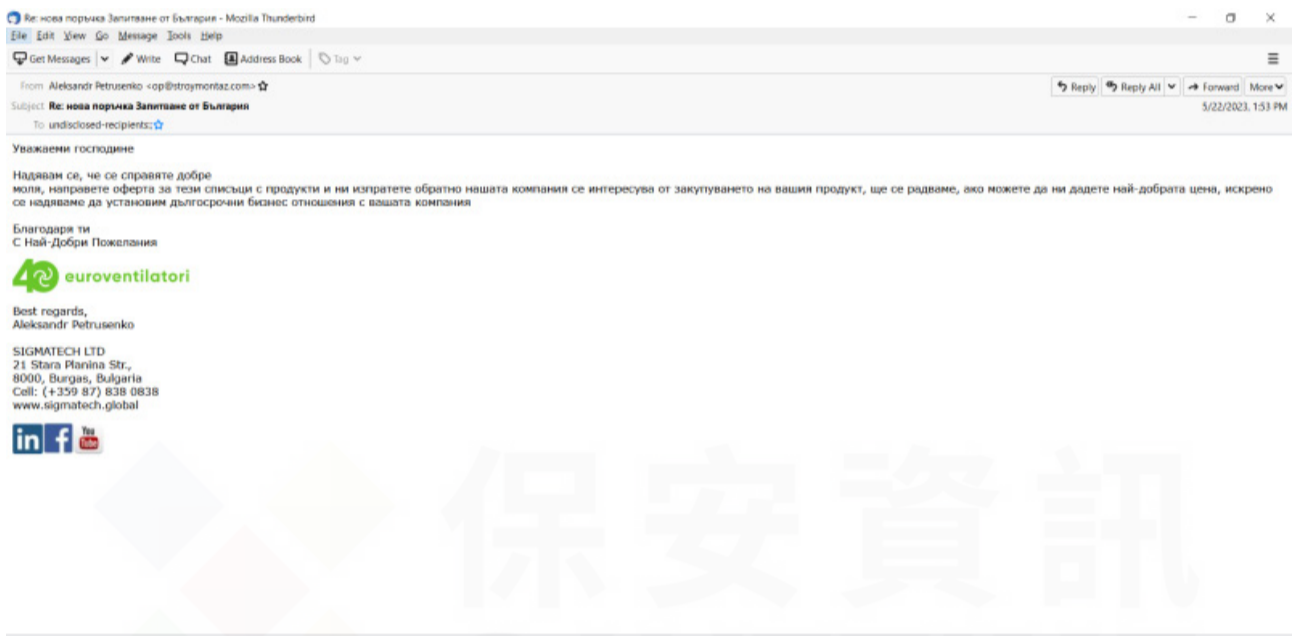 Re: нова поръчка Запитване от България - Mozilla Thunderbird
File Edit View Go Message Tools Help
Get Messages Write Chat Address Book Tag
From Aleksandr Petrusenko <op@stroymontaz.com> Reply Reply All Forward More
Subject Re: нова поръчка Запитване от България 5/22/2023, 1:53 PM
To undisclosed-recipients:;
Уважаеми господине
Надявам се, че се справяте добре
моля, направете оферта за тези списъци с продукти и ни изпратете обратно нашата компания се интересува от закупуването на вашия продукт, ще се радваме, ако можете да ни дадете най-добрата цена, искрено
се надяваме да установим дългосрочни бизнес отношения с вашата компания
Благодаря ти
С Най-Добри Пожелания
40 euroventilatori
Best regards,
Aleksandr Petrusenko
SIGMATECH LTD
21 Stara Planina Str.,
8000, Burgas, Bulgaria
Cell: (+359 87) 838 0838
www.sigmatech.global
in f You Tube
保安資訊